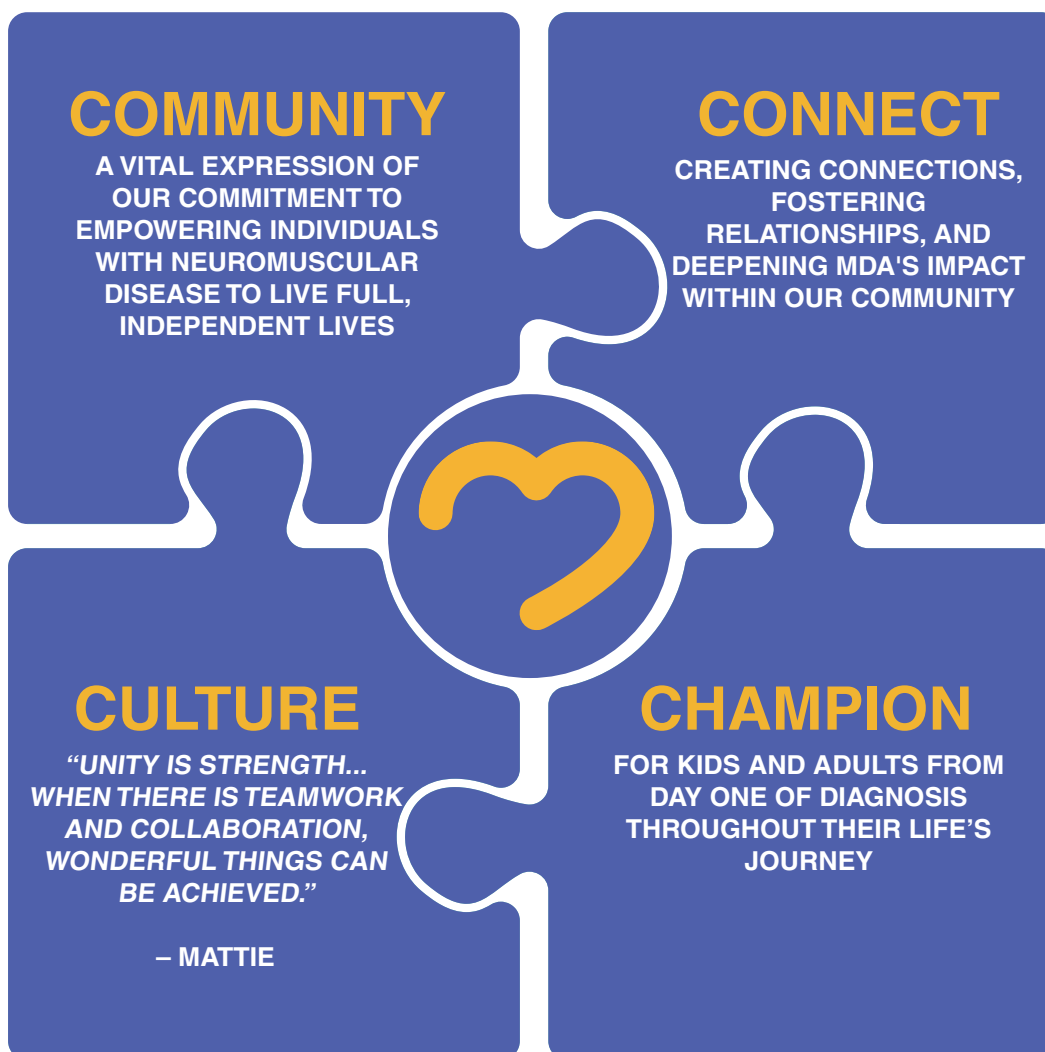 COMMUNITY
A VITAL EXPRESSION OF
OUR COMMITMENT TO
EMPOWERING INDIVIDUALS
WITH NEUROMUSCULAR
DISEASE TO LIVE FULL,
INDEPENDENT LIVES
CONNECT
CREATING CONNECTIONS,
FOSTERING
RELATIONSHIPS, AND
DEEPENING MDA'S IMPACT
WITHIN OUR COMMUNITY
CULTURE
“UNITY IS STRENGTH...
WHEN THERE IS TEAMWORK
AND COLLABORATION,
WONDERFUL THINGS CAN
BE ACHIEVED.”
– MATTIE
CHAMPION
FOR KIDS AND ADULTS FROM
DAY ONE OF DIAGNOSIS
THROUGHOUT THEIR LIFE’S
JOURNEY